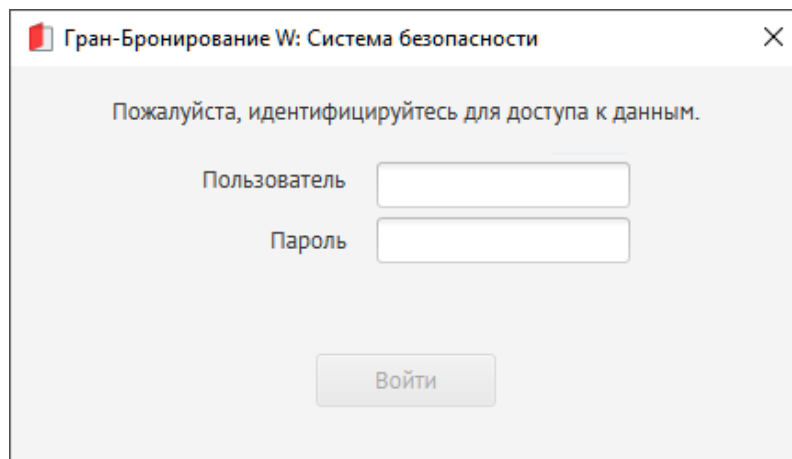 Гран-Бронирование W: Система безопасности
Пожалуйста, идентифицируйтесь для доступа к данным.
Пользователь
Пароль
Войти